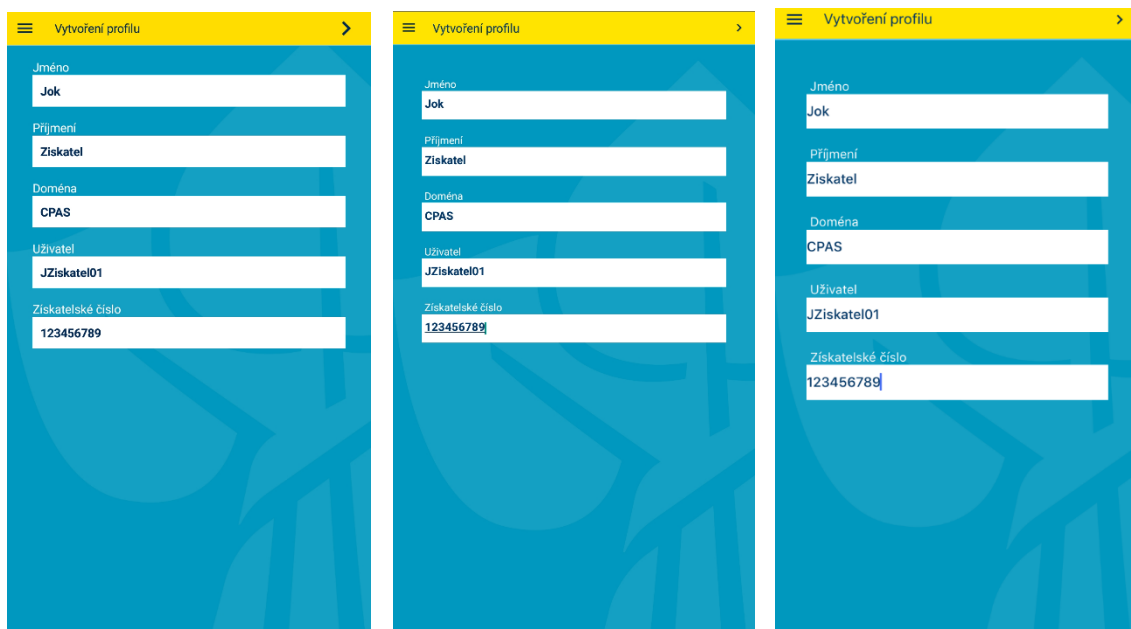 Vytvoření profilu
Jméno
Jok
Příjmení
Ziskatel
Doména
CPAS
Uživatel
JZiskatel01
Získatelské číslo
123456789
Vytvoření profilu
Jméno
Jok
Příjmení
Ziskatel
Doména
CPAS
Uživatel
JZiskatel01
Získatelské číslo
123456789
Vytvoření profilu
Jméno
Jok
Příjmení
Ziskatel
Doména
CPAS
Uživatel
JZiskatel01
Získatelské číslo
123456789